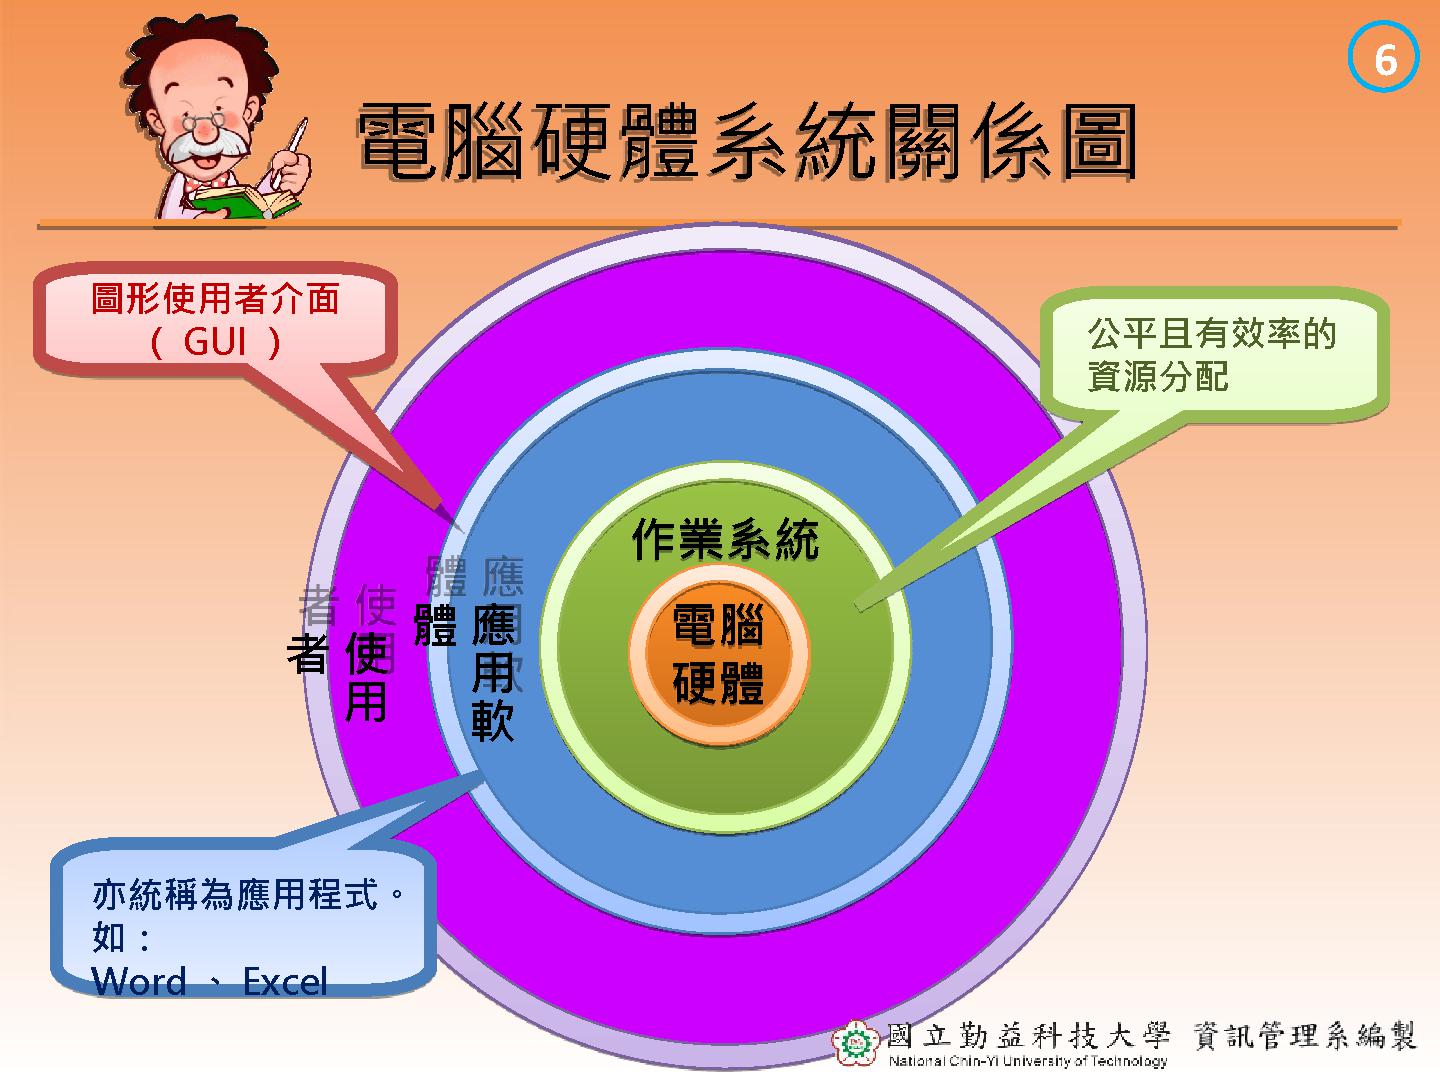 6
電腦硬體系統關係圖
圖形使用者介面
（ GUI ）
公平且有效率的
資源分配
作業系統
電腦
硬體
應用軟體
使用者
亦統稱為應用程式。
如：
Word 、 Excel
國立勤益科技大學 資訊管理系編製
National Chin-Yi University of Technology